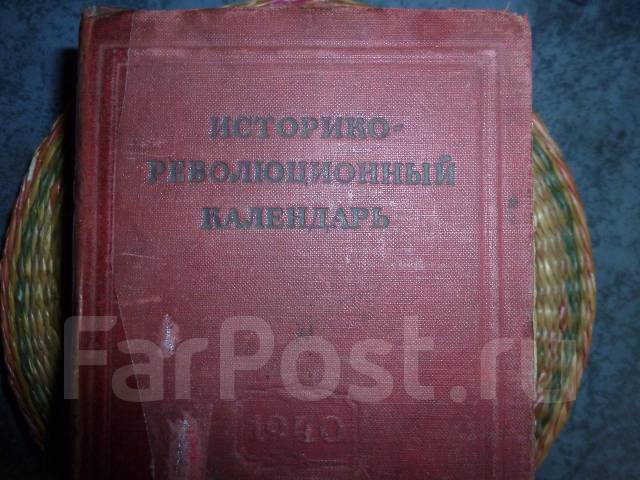 ИСТОРИКО-
РЕВОЛЮЦИОННЫЙ
КАЛЕНДАРЬ
FarPost.ru
1940